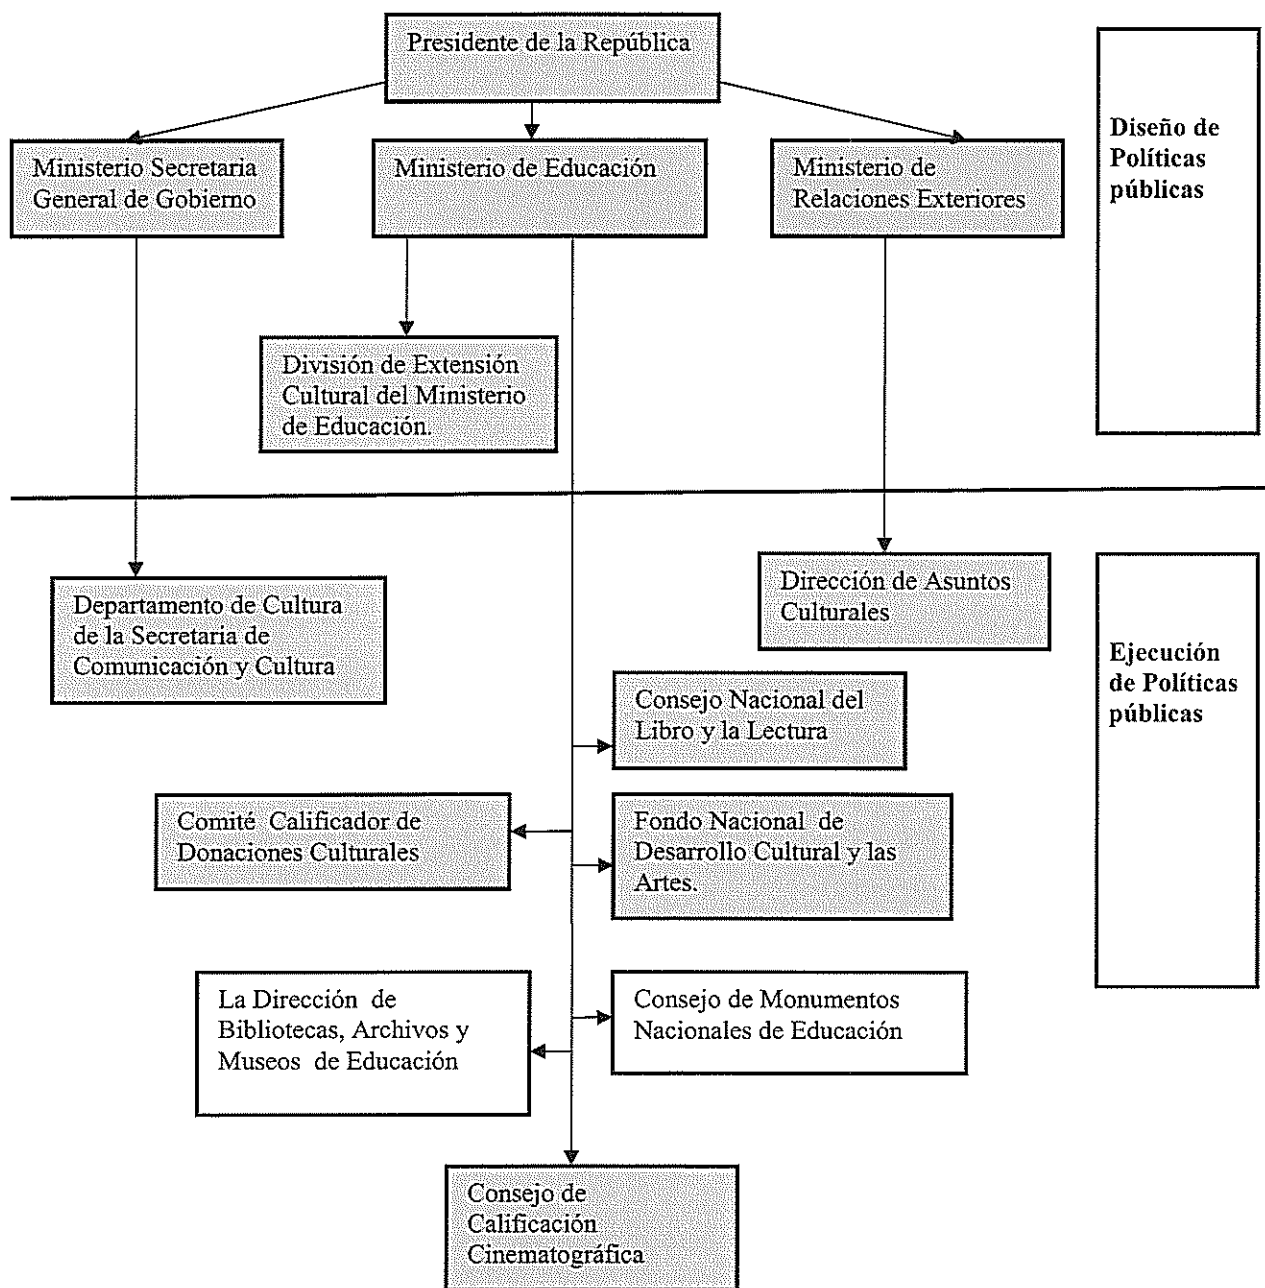 Presidente de la República
Ministerio Secretaria
General de Gobierno
Ministerio de Educación
Ministerio de
Relaciones Exteriores
Diseño de
Políticas
públicas
División de Extensión
Cultural del Ministerio
de Educación.
Departamento de Cultura
de la Secretaria de
Comunicación y Cultura
Dirección de Asuntos
Culturales
Ejecución
de Políticas
públicas
Consejo Nacional del
Libro y la Lectura
Comité Calificador de
Donaciones Culturales
Fondo Nacional de
Desarrollo Cultural y las
Artes.
La Dirección de
Bibliotecas, Archivos y
Museos de Educación
Consejo de Monumentos
Nacionales de Educación
Consejo de
Calificación
Cinematográfica